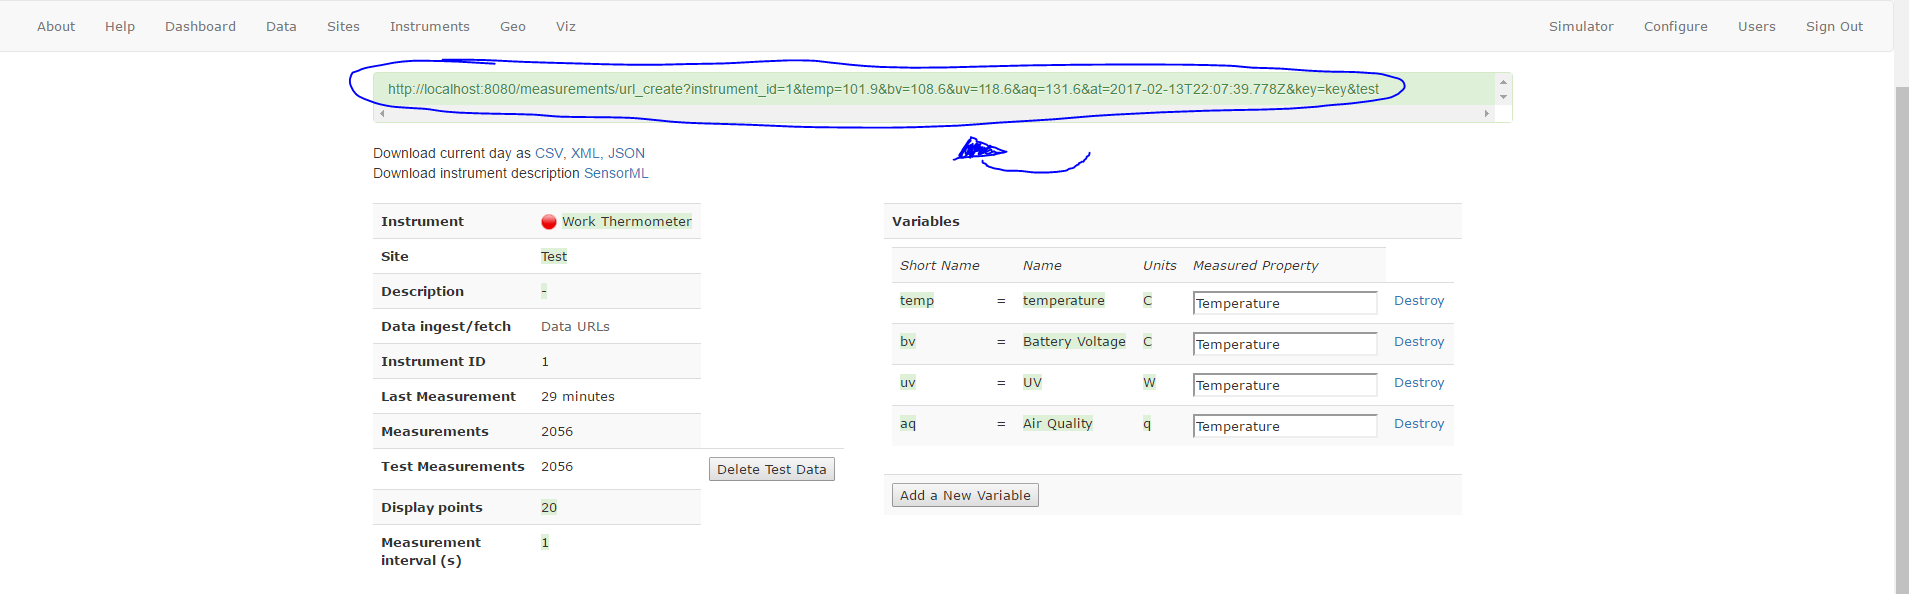 About Help Dashboard Data Sites Instruments Geo Viz Simulator Configure Users Sign Out
http://localhost:8080/measurements/url_create?instrument_id=1&temp=101.9&bv=108.6&uv=118.6&aq=131.6&at=2017-02-13T22:07:39.778Z&key=key&test
Download current day as CSV, XML, JSON
Download instrument description SensorML
Instrument Work Thermometer
Site Test
Description -
Data ingest/fetch Data URLs
Instrument ID 1
Last Measurement 29 minutes
Measurements 2056
Test Measurements 2056 Delete Test Data
Display points 20
Measurement
interval (s) 1
Variables
Short Name Name Units Measured Property
temp = temperature C Temperature Destroy
bv = Battery Voltage C Temperature Destroy
uv = UV W Temperature Destroy
aq = Air Quality q Temperature Destroy
Add a New Variable